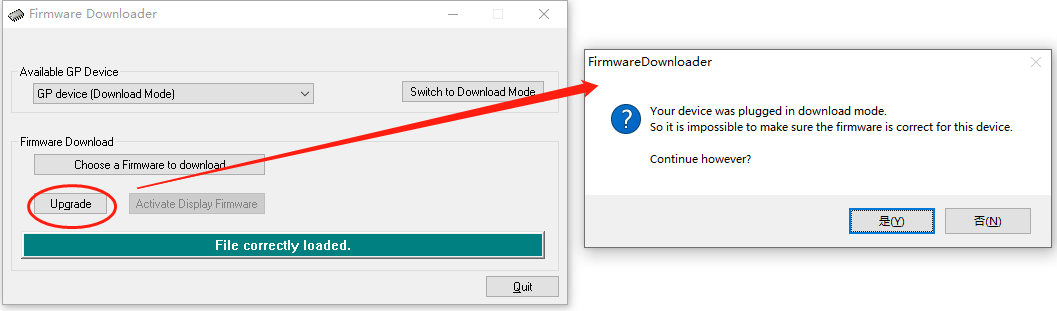 Firmware Downloader
Available GP Device
GP device (Download Mode)
Switch to Download Mode
Firmware Download
Choose a Firmware to download
Upgrade
Activate Display Firmware
File correctly loaded.
Quit
FirmwareDownloader
Your device was plugged in download mode.
So it is impossible to make sure the firmware is correct for this device.
Continue however?
是(Y)
否(N)